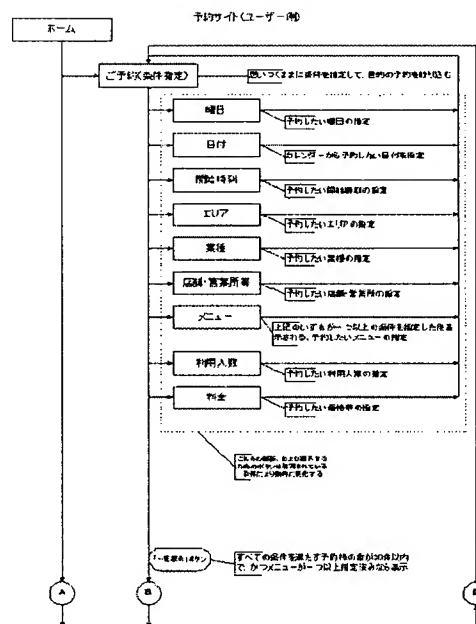 予約サイト(ユーザー側)
ホーム
ご予約(条件指定)
思いつくままに条件を指定して、目的の予約を絞り込む
曜日
予約したい曜日の指定
日付
カレンダーから予約したい日付を指定
開始時刻
予約したい開始時刻の指定
エリア
予約したいエリアの指定
業種
予約したい業種の指定
店舗・営業所等
予約したい店舗・営業所の指定
メニュー
上記のいずれか一つ以上の条件を指定した後表
示される、予約したいメニューの指定
利用人数
予約したい利用人数の指定
料金
予約したい価格帯の指定
すべての条件を満たす予約枠の数が30件以内
で、かつメニューが一つ以上指定済みなら表示
A
B